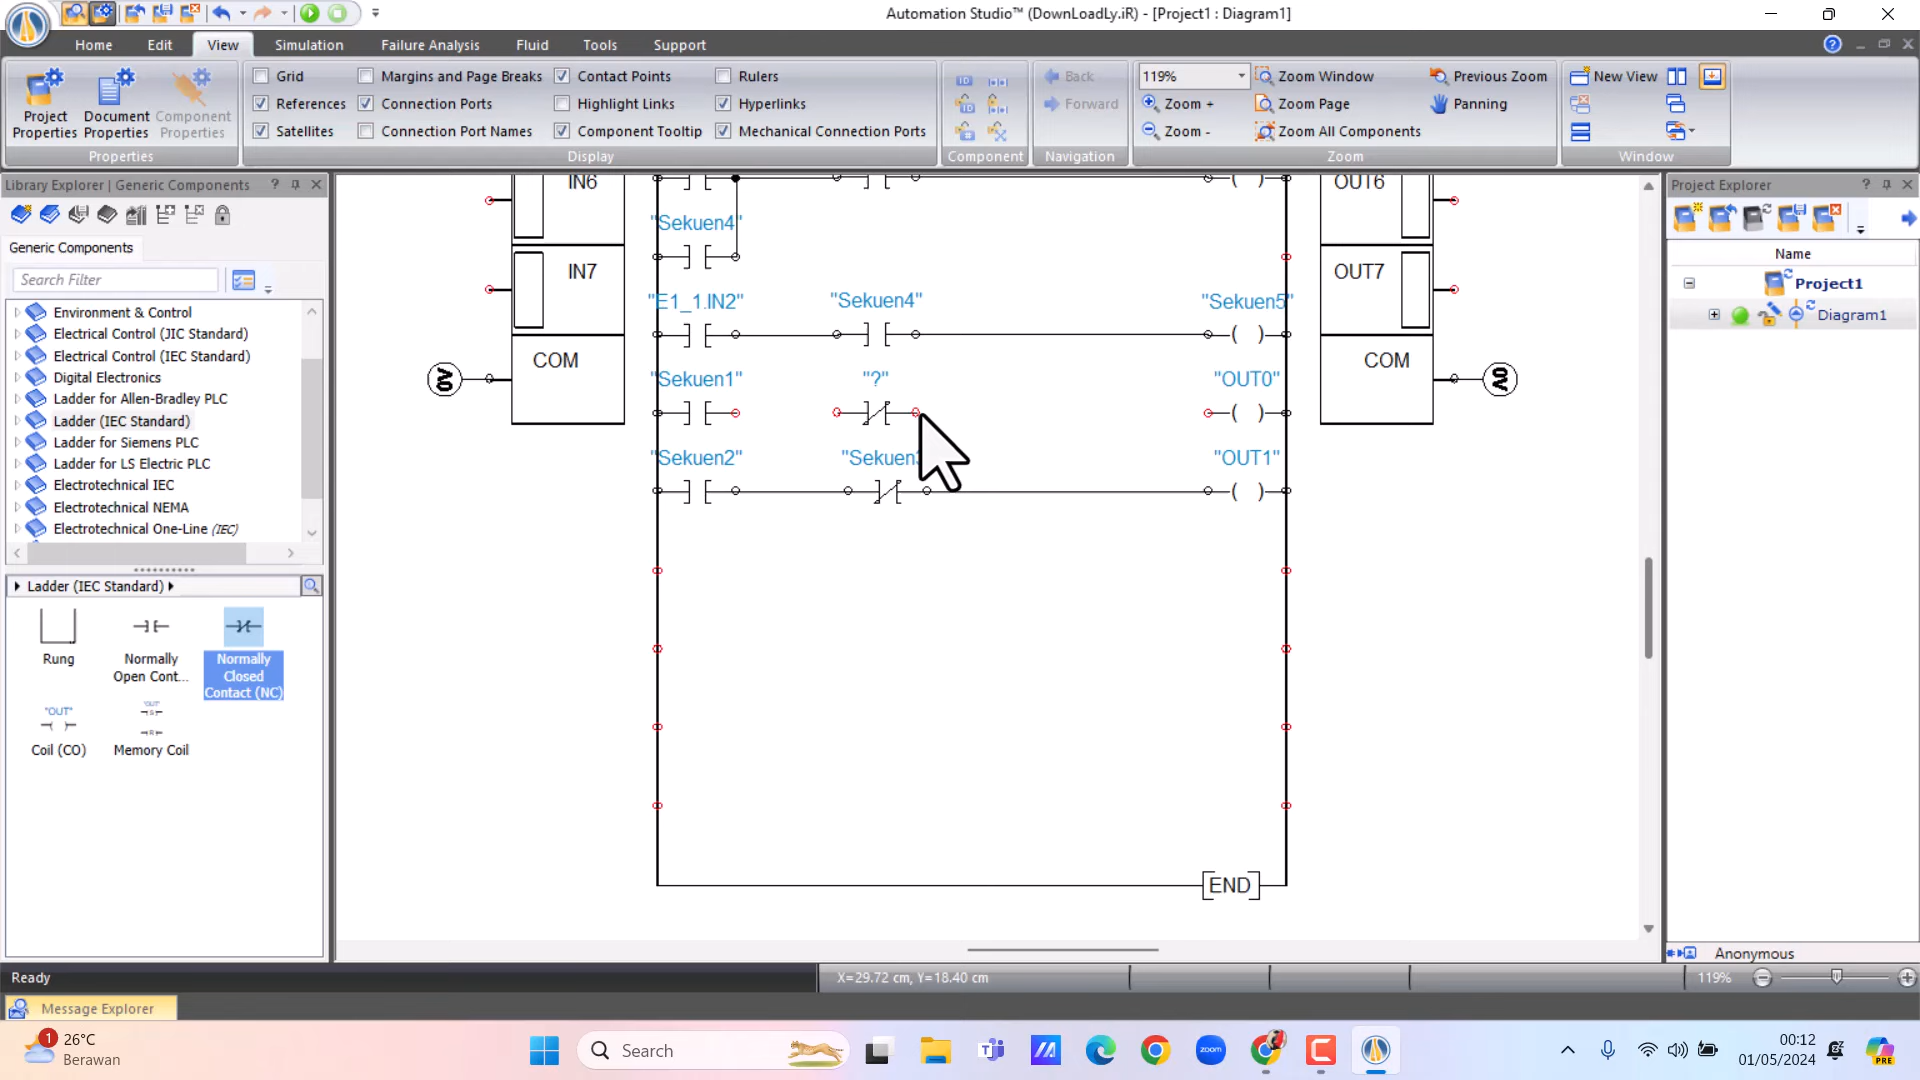 Automation Studio™ (DownLoadLy.iR) - [Project1 : Diagram1]
Home Edit View Simulation Failure Analysis Fluid Tools Support
Project Properties
Document Properties
Component Properties
Properties
Grid
References
Satellites
Margins and Page Breaks
Connection Ports
Connection Port Names
Contact Points
Highlight Links
Component Tooltip
Rulers
Hyperlinks
Mechanical Connection Ports
Display
Component
Back
Forward
Navigation
119%
Zoom +
Zoom -
Zoom Window
Zoom Page
Zoom All Components
Previous Zoom
Panning
Zoom
New View
Window
Library Explorer | Generic Components
Generic Components
Search Filter
Environment & Control
Electrical Control (JIC Standard)
Electrical Control (IEC Standard)
Digital Electronics
Ladder for Allen-Bradley PLC
Ladder (IEC Standard)
Ladder for Siemens PLC
Ladder for LS Electric PLC
Electrotechnical IEC
Electrotechnical NEMA
Electrotechnical One-Line (IEC)
Ladder (IEC Standard)
Rung
Normally Open Cont...
Normally Closed Contact (NC)
"OUT"
Coil (CO)
"OUT"
Memory Coil
IN6
IN7
COM
0V
"Sekuen4"
"E1_1.IN2" "Sekuen4" "Sekuen5"
"Sekuen1" "?" "OUT0"
"Sekuen2" "Sekuen "OUT1"
END
OUT6
OUT7
COM
0V
Project Explorer
Name
Project1
Diagram1
Anonymous
Ready
X=29.72 cm, Y=18.40 cm
119%
Message Explorer
1
26°C
Berawan
Search
zoom
00:12
01/05/2024
PRE